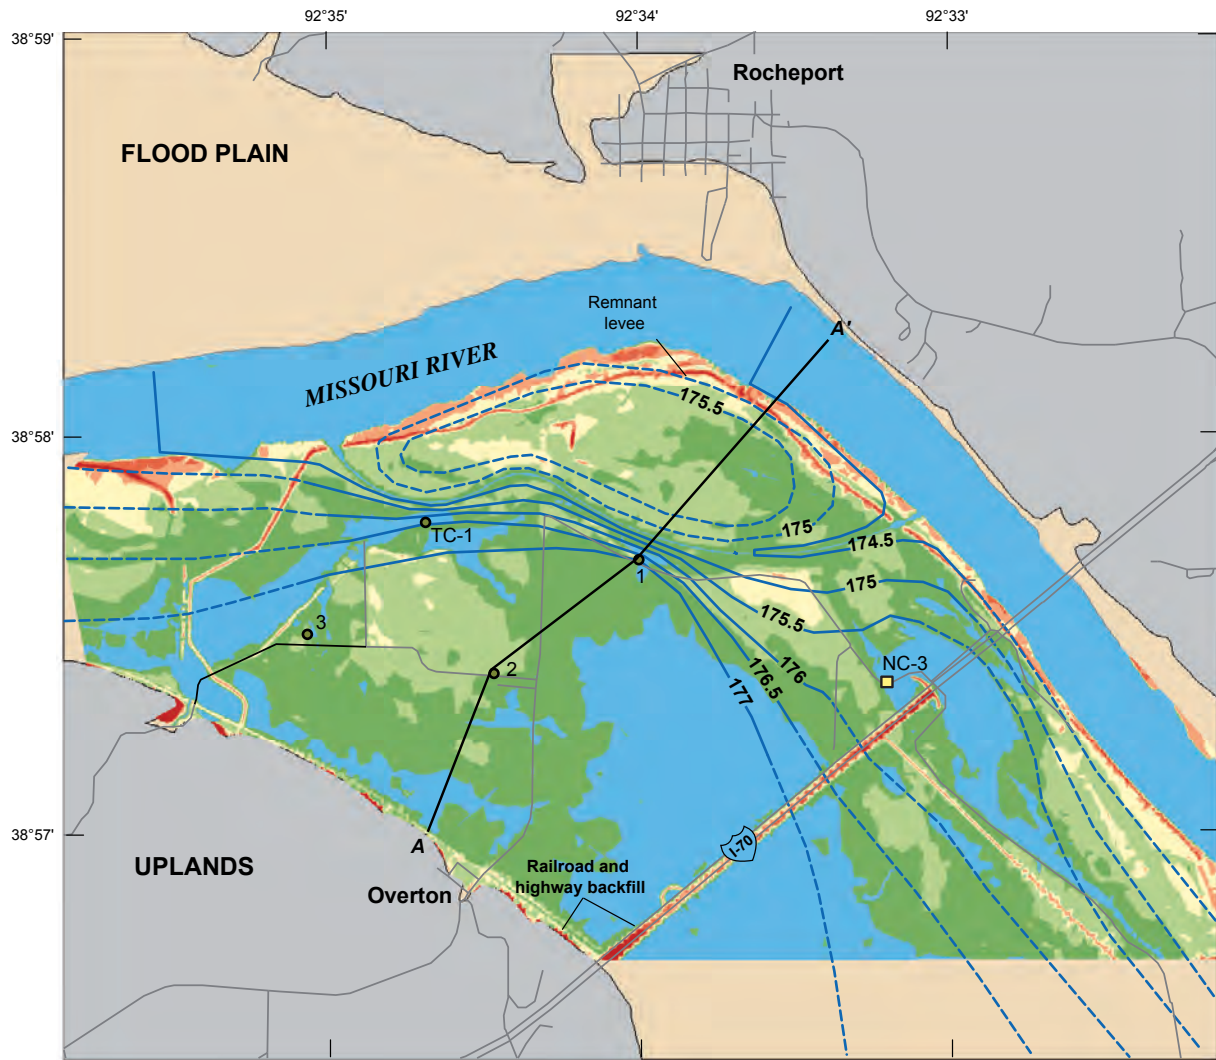 92°35'
92°34'
92°33'
38°59'
Rocheport
FLOOD PLAIN
Remnant
levee
A'
MISSOURI RIVER
175.5
38°58'
175
TC-1
174.5
1
175
175.5
3
2
176
NC-3
176.5
177
38°57'
A
I-70
UPLANDS
Railroad and
highway backfill
Overton